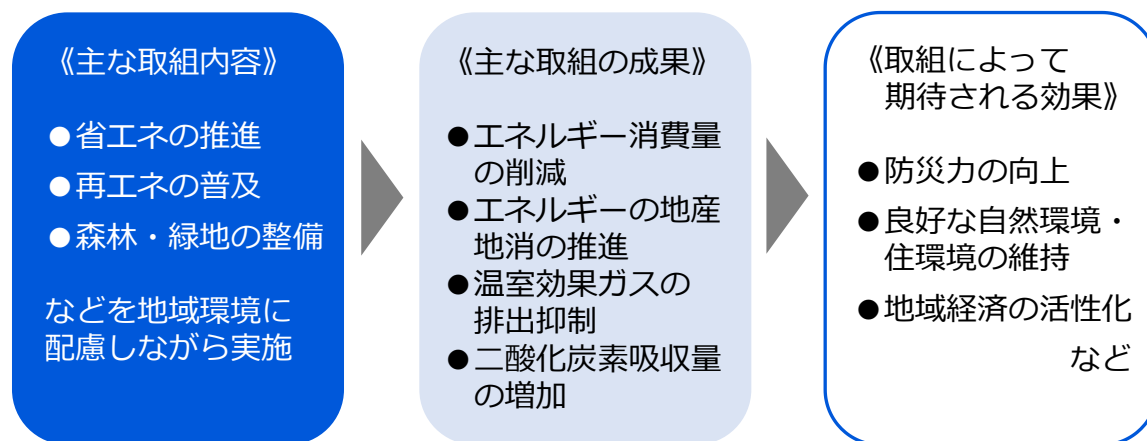 《主な取組内容》
●省エネの推進
●再エネの普及
●森林・緑地の整備
などを地域環境に
配慮しながら実施
《主な取組の成果》
●エネルギー消費量
の削減
●エネルギーの地産
地消の推進
●温室効果ガスの
排出抑制
●二酸化炭素吸収量
の増加
《取組によって
期待される効果》
●防災力の向上
●良好な自然環境・
住環境の維持
●地域経済の活性化
など